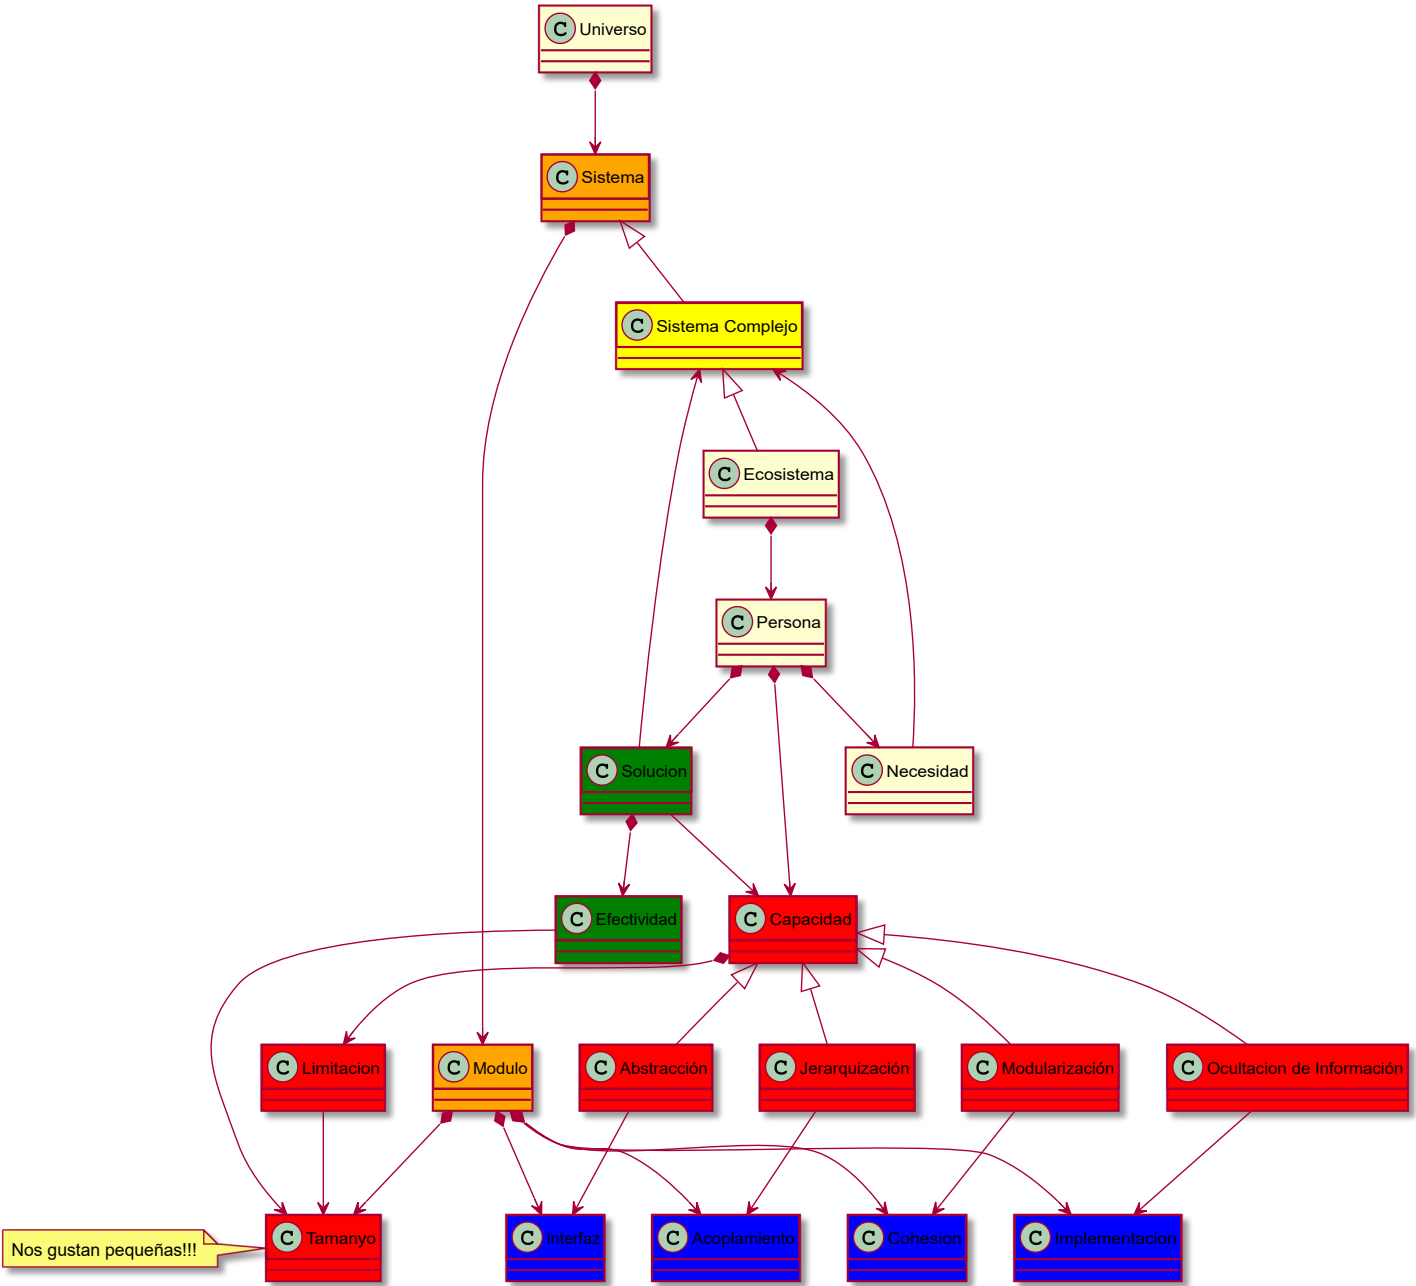 C Universo
C Sistema
C Sistema Complejo
C Ecosistema
C Persona
C Solucion
C Necesidad
C Efectividad
C Capacidad
C Limitacion
C Modulo
C Abstracción
C Jerarquización
C Modularización
C Ocultacion de Información
Nos gustan pequeñas!!!
C Tamanyo
C Interfaz
C Acoplamiento
C Cohesion
C Implementacion